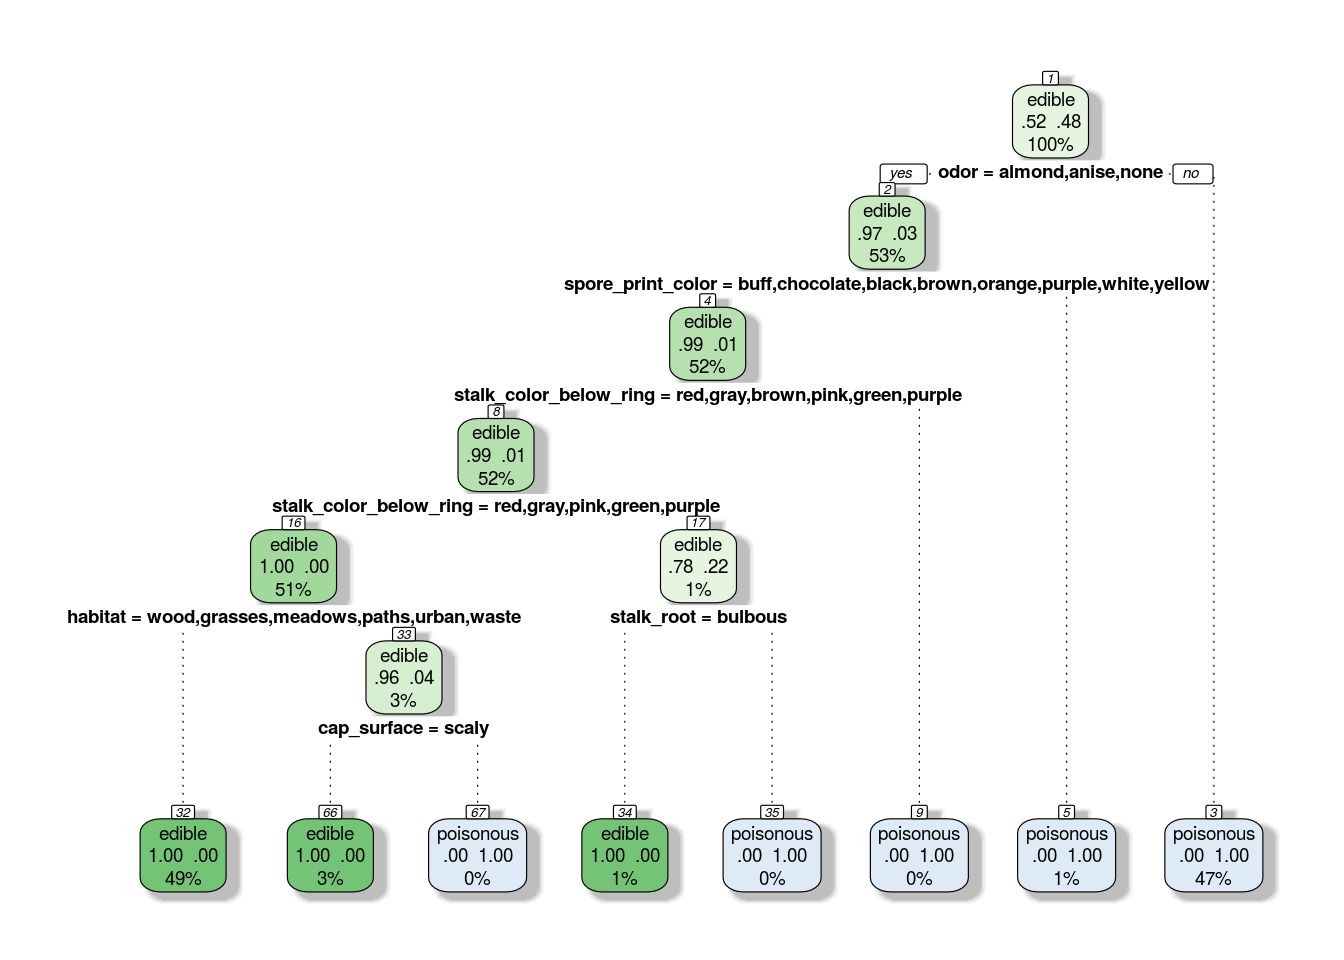 1
edible
.52 .48
100%
yes odor = almond,anise,none no
2
edible
.97 .03
53%
spore_print_color = buff,chocolate,black,brown,orange,purple,white,yellow
4
edible
.99 .01
52%
stalk_color_below_ring = red,gray,brown,pink,green,purple
8
edible
.99 .01
52%
stalk_color_below_ring = red,gray,pink,green,purple
16
edible
1.00 .00
51%
17
edible
.78 .22
1%
habitat = wood,grasses,meadows,paths,urban,waste
stalk_root = bulbous
33
edible
.96 .04
3%
cap_surface = scaly
32
edible
1.00 .00
49%
66
edible
1.00 .00
3%
67
poisonous
.00 1.00
0%
34
edible
1.00 .00
1%
35
poisonous
.00 1.00
0%
9
poisonous
.00 1.00
0%
5
poisonous
.00 1.00
1%
3
poisonous
.00 1.00
47%